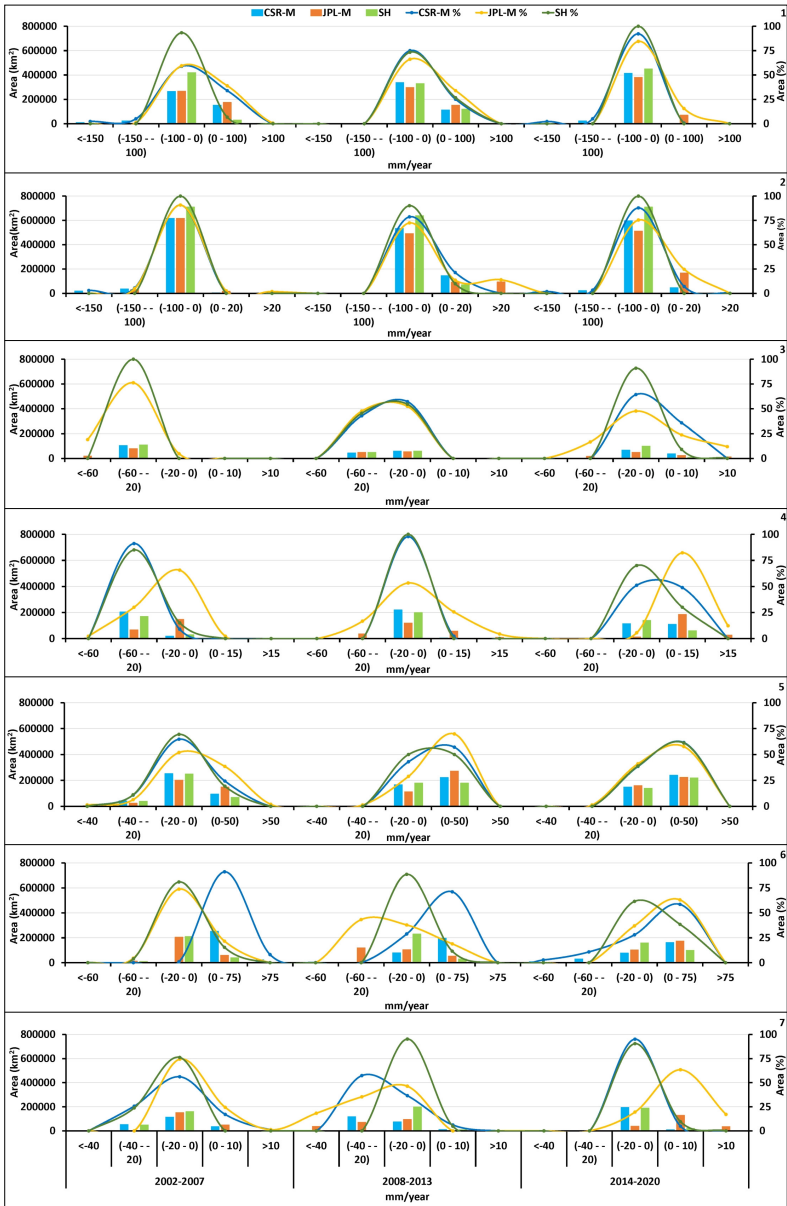 CSR-M JPL-M SH CSR-M % JPL-M % SH %
1
Area (km²)
800000
600000
400000
200000
0
100
75
50
25
0
Area (%)
<-150 (-150 -- 100) (-100 - 0) (0 - 100) >100 <-150 (-150 -- 100) (-100 - 0) (0 - 100) >100 <-150 (-150 -- 100) (-100 - 0) (0 - 100) >100
mm/year
2
Area(km²)
800000
600000
400000
200000
0
100
75
50
25
0
Area (%)
<-150 (-150 -- 100) (-100 - 0) (0 - 20) >20 <-150 (-150 -- 100) (-100 - 0) (0 - 20) >20 <-150 (-150 -- 100) (-100 - 0) (0 - 20) >20
mm/year
3
Area (km²)
800000
600000
400000
200000
0
100
75
50
25
0
Area (%)
<-60 (-60 - - 20) (-20 - 0) (0 - 10) >10 <-60 (-60 - - 20) (-20 - 0) (0 - 10) >10 <-60 (-60 - - 20) (-20 - 0) (0 - 10) >10
mm/year
4
Area (km²)
800000
600000
400000
200000
0
100
75
50
25
0
Area (%)
<-60 (-60 - - 20) (-20 - 0) (0 - 15) >15 <-60 (-60 - - 20) (-20 - 0) (0 - 15) >15 <-60 (-60 - - 20) (-20 - 0) (0 - 15) >15
mm/year
5
Area (km²)
800000
600000
400000
200000
0
100
75
50
25
0
Area (%)
<-40 (-40 - - 20) (-20 - 0) (0-50) >50 <-40 (-40 - - 20) (-20 - 0) (0-50) >50 <-40 (-40 - - 20) (-20 - 0) (0-50) >50
mm/year
6
Area (km²)
800000
600000
400000
200000
0
100
75
50
25
0
Area (%)
<-60 (-60 - - 20) (-20 - 0) (0 - 75) >75 <-60 (-60 - - 20) (-20 - 0) (0 - 75) >75 <-60 (-60 - - 20) (-20 - 0) (0 - 75) >75
mm/year
7
Area (km²)
800000
600000
400000
200000
0
100
75
50
25
0
Area (%)
<-40 (-40 - - 20) (-20 - 0) (0 - 10) >10 <-40 (-40 - - 20) (-20 - 0) (0 - 10) >10 <-40 (-40 - - 20) (-20 - 0) (0 - 10) >10
2002-2007 2008-2013 2014-2020
mm/year